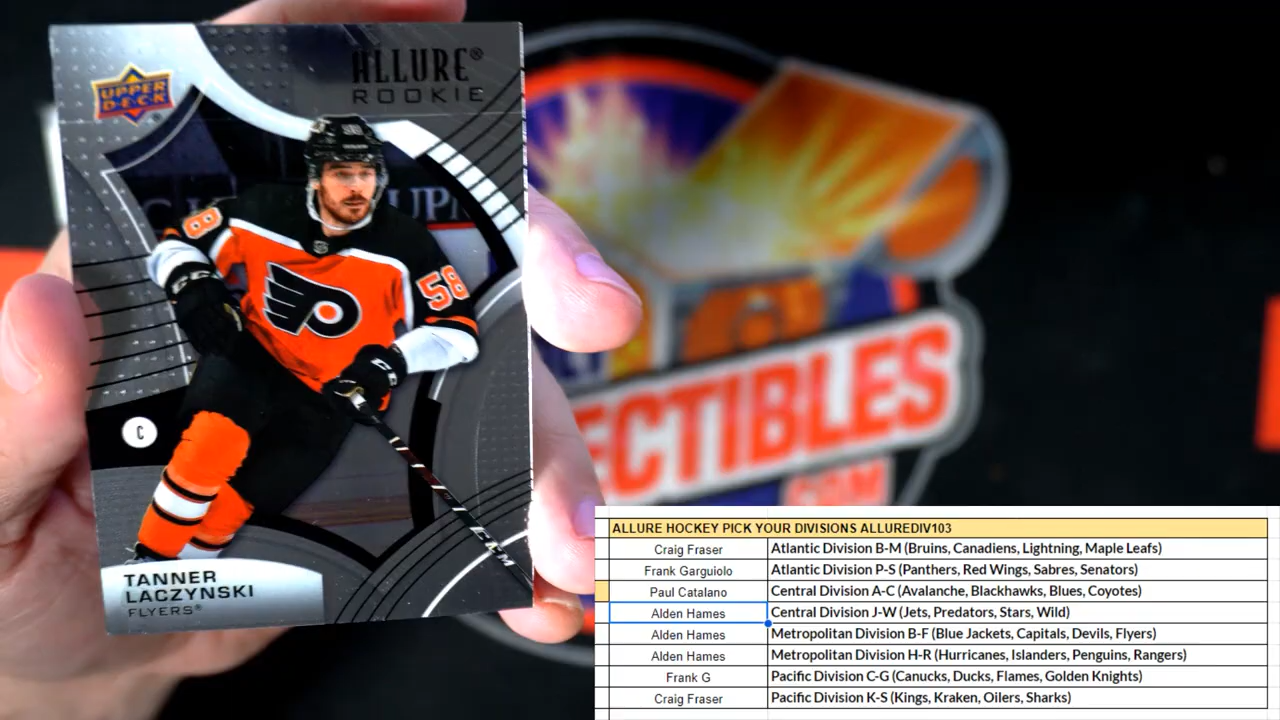 ALLURE®
ROOKIE
UPPER
D·E·C·K
58
8
58
C
CCM
TANNER
LACZYNSKI
FLYERS®
ECTIBLES
.COM
ALLURE HOCKEY PICK YOUR DIVISIONS ALLUREDIV103
Craig Fraser Atlantic Division B-M (Bruins, Canadiens, Lightning, Maple Leafs)
Frank Garguiolo Atlantic Division P-S (Panthers, Red Wings, Sabres, Senators)
Paul Catalano Central Division A-C (Avalanche, Blackhawks, Blues, Coyotes)
Alden Hames Central Division J-W (Jets, Predators, Stars, Wild)
Alden Hames Metropolitan Division B-F (Blue Jackets, Capitals, Devils, Flyers)
Alden Hames Metropolitan Division H-R (Hurricanes, Islanders, Penguins, Rangers)
Frank G Pacific Division C-G (Canucks, Ducks, Flames, Golden Knights)
Craig Fraser Pacific Division K-S (Kings, Kraken, Oilers, Sharks)